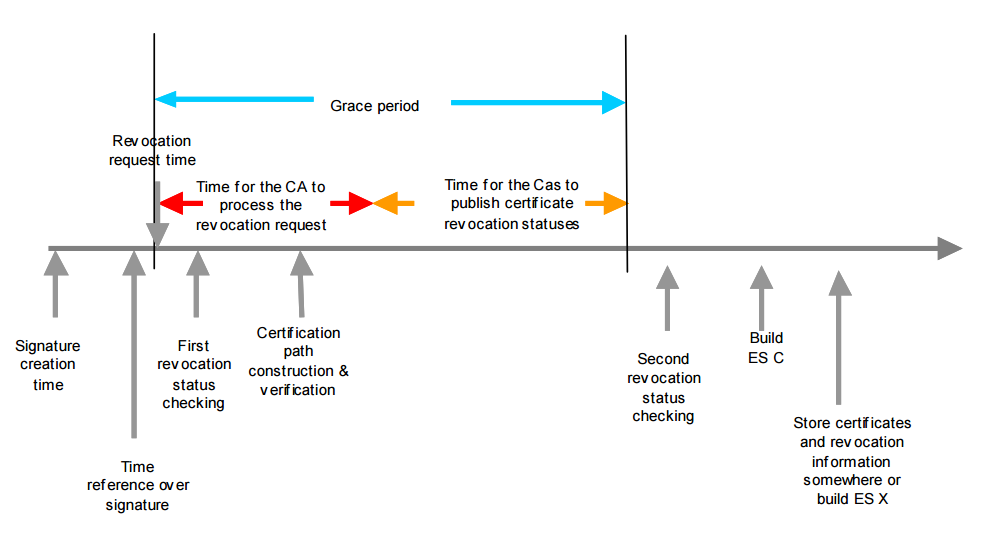 Grace period
Revocation
request time
Time for the CA to
process the
revocation request
Time for the Cas to
publish certificate
revocation statuses
Signature
creation
time
Time
reference over
signature
First
revocation
status
checking
Certification
path
construction &
verification
Second
revocation
status
checking
Build
ES C
Store certificates
and revocation
information
somewhere or
build ES X